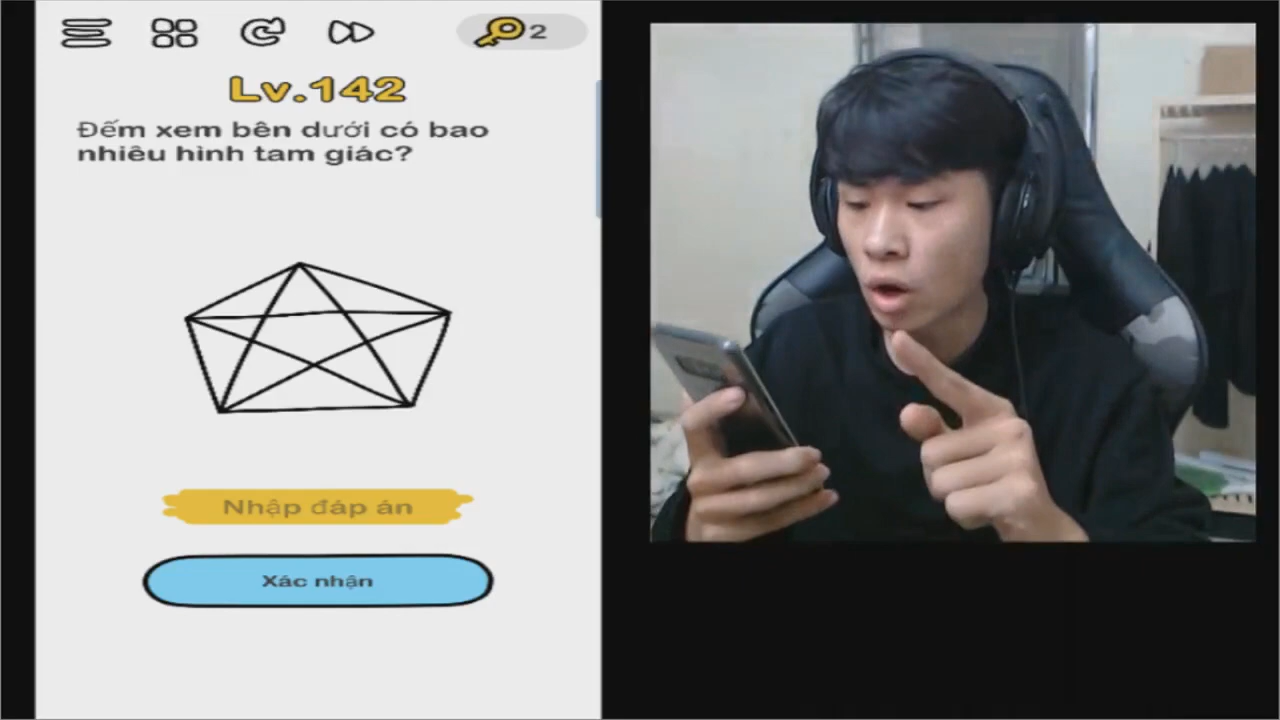 2
Lv.142
Đếm xem bên dưới có bao
nhiêu hình tam giác?
Nhập đáp án
Xác nhận